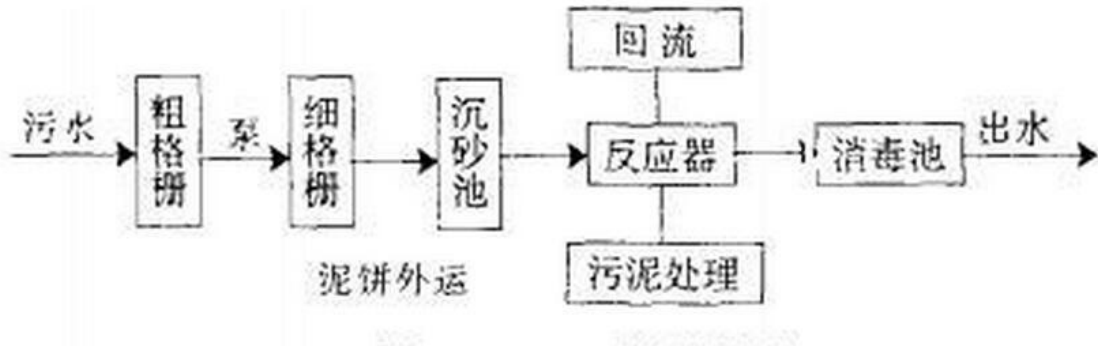 回流
污水
粗格栅
泵
细格栅
沉砂池
反应器
消毒池
出水
泥饼外运
污泥处理